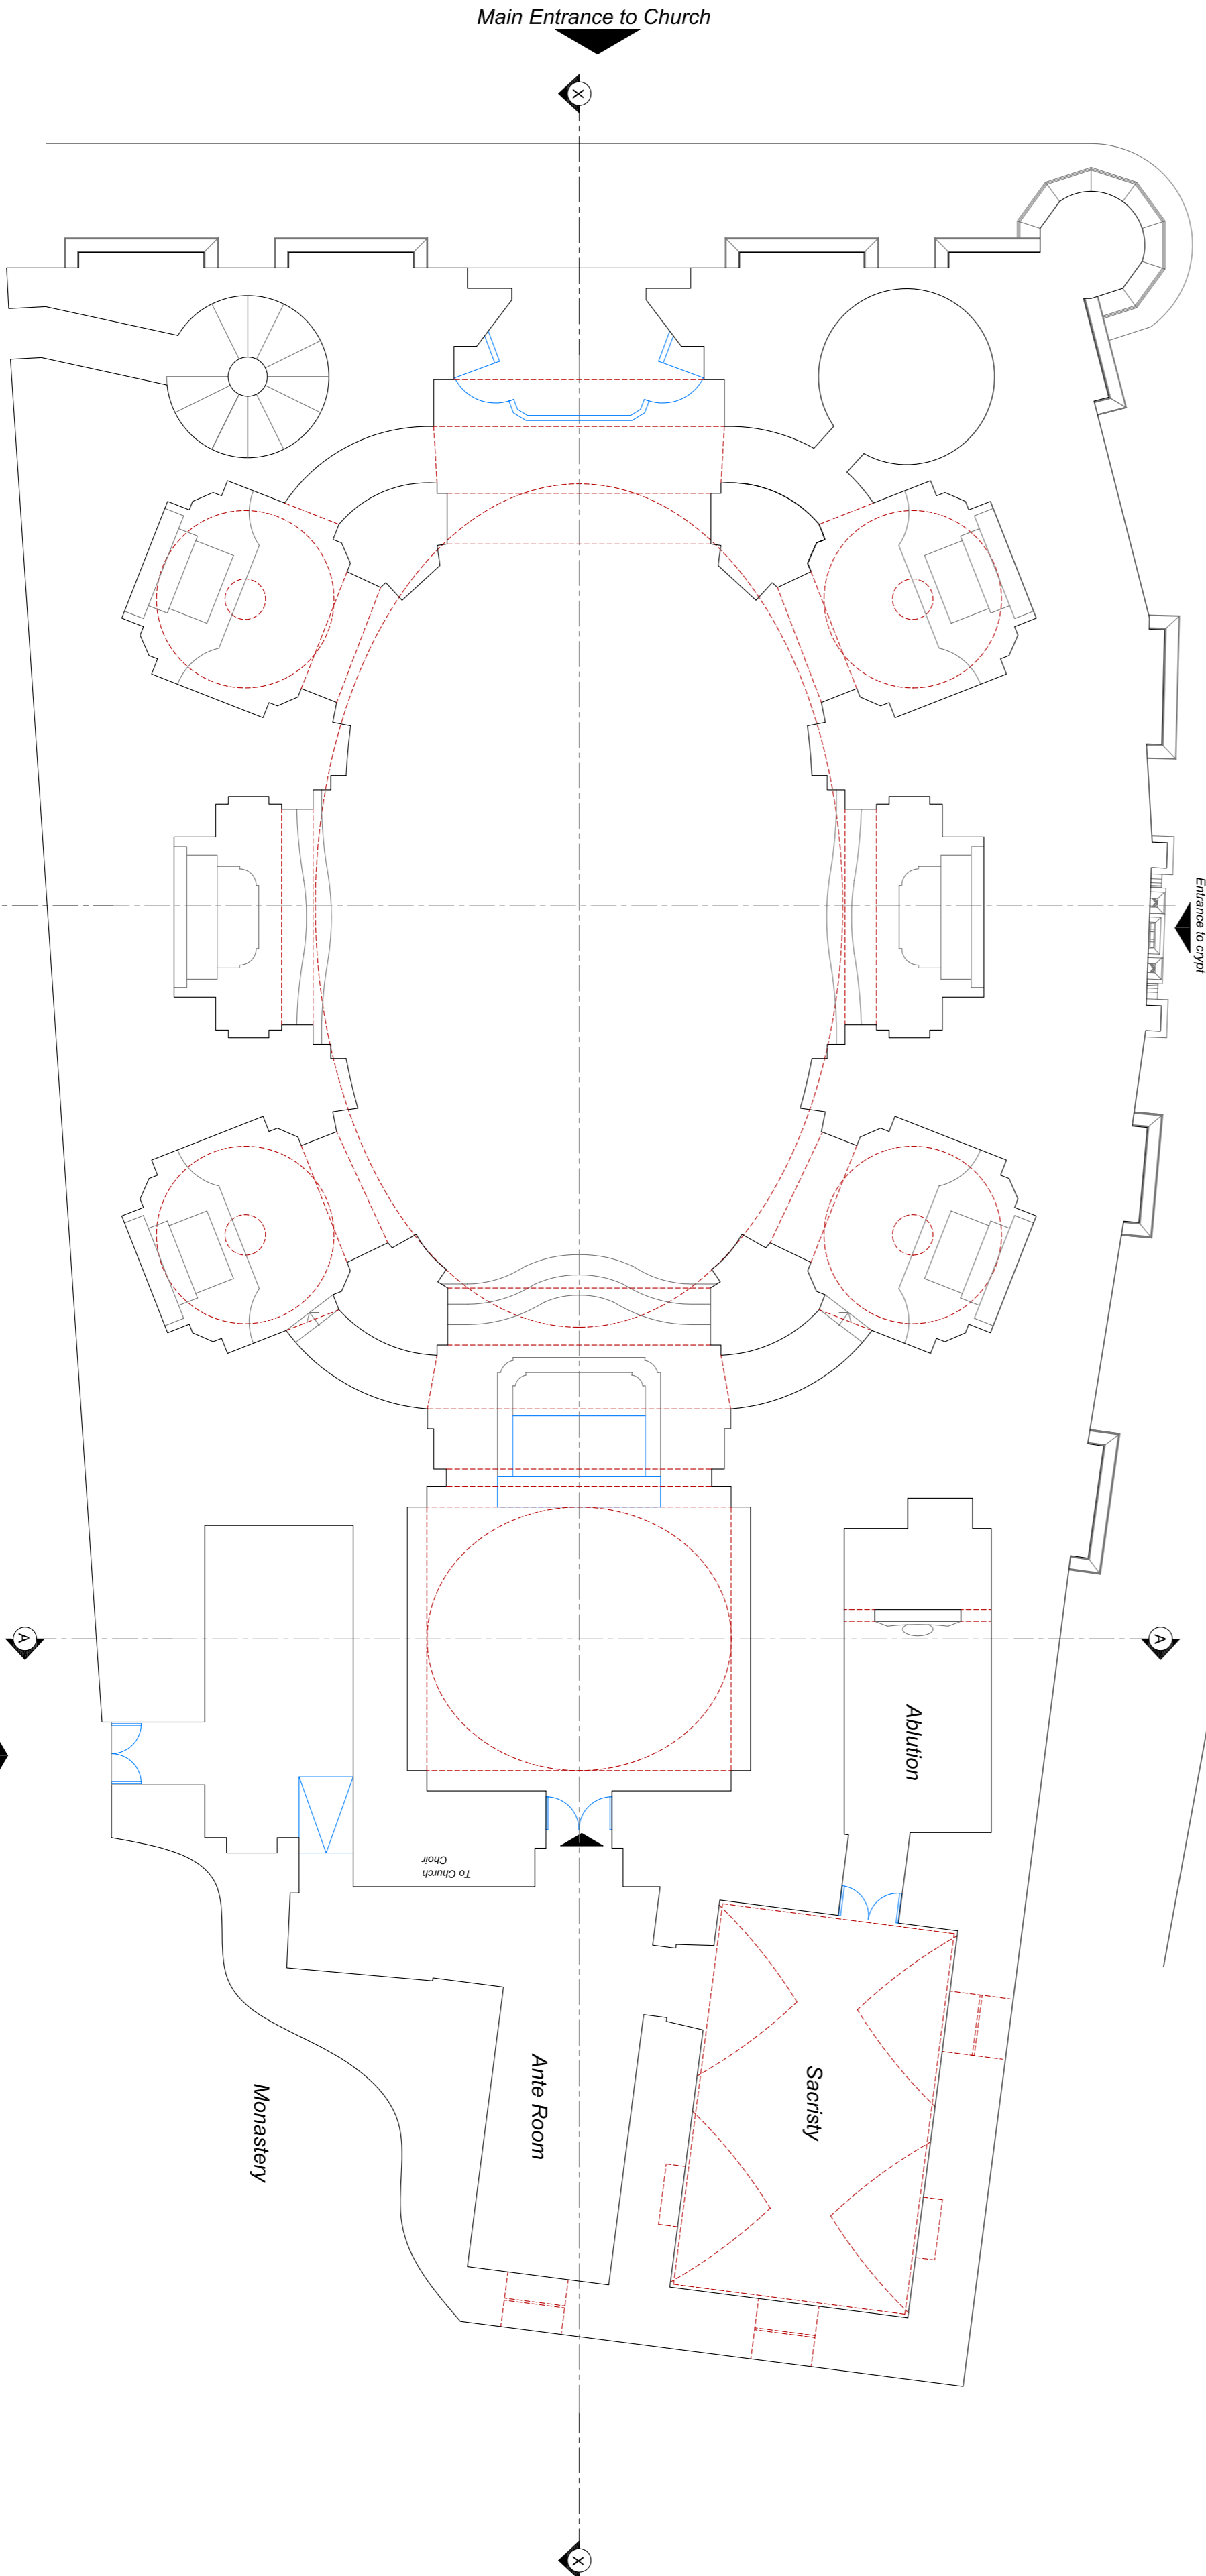 Main Entrance to Church
X
Entrance to crypt
A
A
Ablution
To Church
Choir
Sacristy
Ante Room
Monastery
X